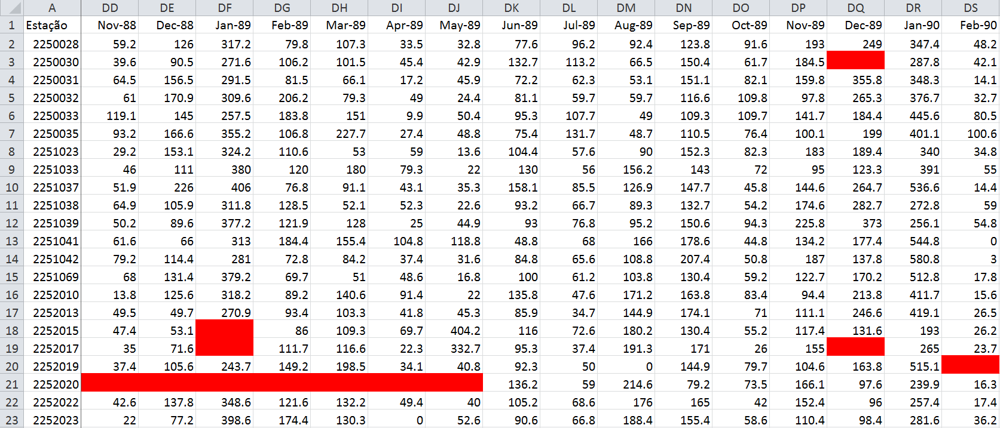 A DD DE DF DG DH DI DJ DK DL DM DN DO DP DQ DR DS
1 Estação Nov-88 Dec-88 Jan-89 Feb-89 Mar-89 Apr-89 May-89 Jun-89 Jul-89 Aug-89 Sep-89 Oct-89 Nov-89 Dec-89 Jan-90 Feb-90
2 2250028 59.2 126 317.2 79.8 107.3 33.5 32.8 77.6 96.2 92.4 123.8 91.6 193 249 347.4 48.2
3 2250030 39.6 90.5 271.6 106.2 101.5 45.4 42.9 132.7 113.2 66.5 150.4 61.7 184.5 287.8 42.1
4 2250031 64.5 156.5 291.5 81.5 66.1 17.2 45.9 72.2 62.3 53.1 151.1 82.1 159.8 355.8 348.3 14.1
5 2250032 61 170.9 309.6 206.2 79.3 49 24.4 81.1 59.7 59.7 116.6 109.8 97.8 265.3 376.7 32.7
6 2250033 119.1 145 257.5 183.8 151 9.9 50.4 95.3 107.7 49 109.3 109.7 141.7 184.4 445.6 80.5
7 2250035 93.2 166.6 355.2 106.8 227.7 27.4 48.8 75.4 131.7 48.7 110.5 76.4 100.1 199 401.1 100.6
8 2251023 29.2 153.1 324.2 110.6 53 59 13.6 104.4 57.6 90 152.3 82.3 183 189.4 340 34.8
9 2251033 46 111 380 120 180 79.3 22 130 56 156.2 143 72 95 123.3 391 55
10 2251037 51.9 226 406 76.8 91.1 43.1 35.3 158.1 85.5 126.9 147.7 45.8 144.6 264.7 536.6 14.4
11 2251038 64.9 105.9 311.8 128.5 52.1 52.3 22.6 93.2 66.7 89.3 132.7 54.2 174.6 282.7 272.8 59
12 2251039 50.2 89.6 377.2 121.9 128 25 44.9 93 76.8 95.2 150.6 94.3 225.8 373 256.1 54.8
13 2251041 61.6 66 313 184.4 155.4 104.8 118.8 48.8 68 166 178.6 44.8 134.2 177.4 544.8 0
14 2251042 79.2 114.4 281 72.8 84.2 37.4 31.6 84.8 65.6 108.8 207.4 50.8 187 137.8 580.8 3
15 2251069 68 131.4 379.2 69.7 51 48.6 16.8 100 61.2 103.8 130.4 59.2 122.7 170.2 512.8 17.8
16 2252010 13.8 125.6 318.2 89.2 140.6 91.4 22 135.8 47.6 171.2 163.8 83.4 94.4 213.8 411.7 15.6
17 2252013 49.5 49.7 270.9 93.4 103.3 41.8 45.3 85.9 34.7 144.9 174.1 71 111.1 246.6 419.1 26.5
18 2252015 47.4 53.1 86 109.3 69.7 404.2 116 72.6 180.2 130.4 55.2 117.4 131.6 193 26.2
19 2252017 35 71.6 111.7 116.6 22.3 332.7 95.3 37.4 191.3 171 26 155 265 23.7
20 2252019 37.4 105.6 243.7 149.2 198.5 34.1 40.8 92.3 50 0 144.9 79.7 104.6 163.8 515.1
21 2252020 136.2 59 214.6 79.2 73.5 166.1 97.6 239.9 16.3
22 2252022 42.6 137.8 348.6 121.6 132.2 49.4 40 105.2 68.6 176 165 42 152.4 96 257.4 17.4
23 2252023 22 77.2 398.6 174.4 130.3 0 52.6 90.6 66.8 188.4 155.4 58.6 110.4 98.4 281.6 36.2